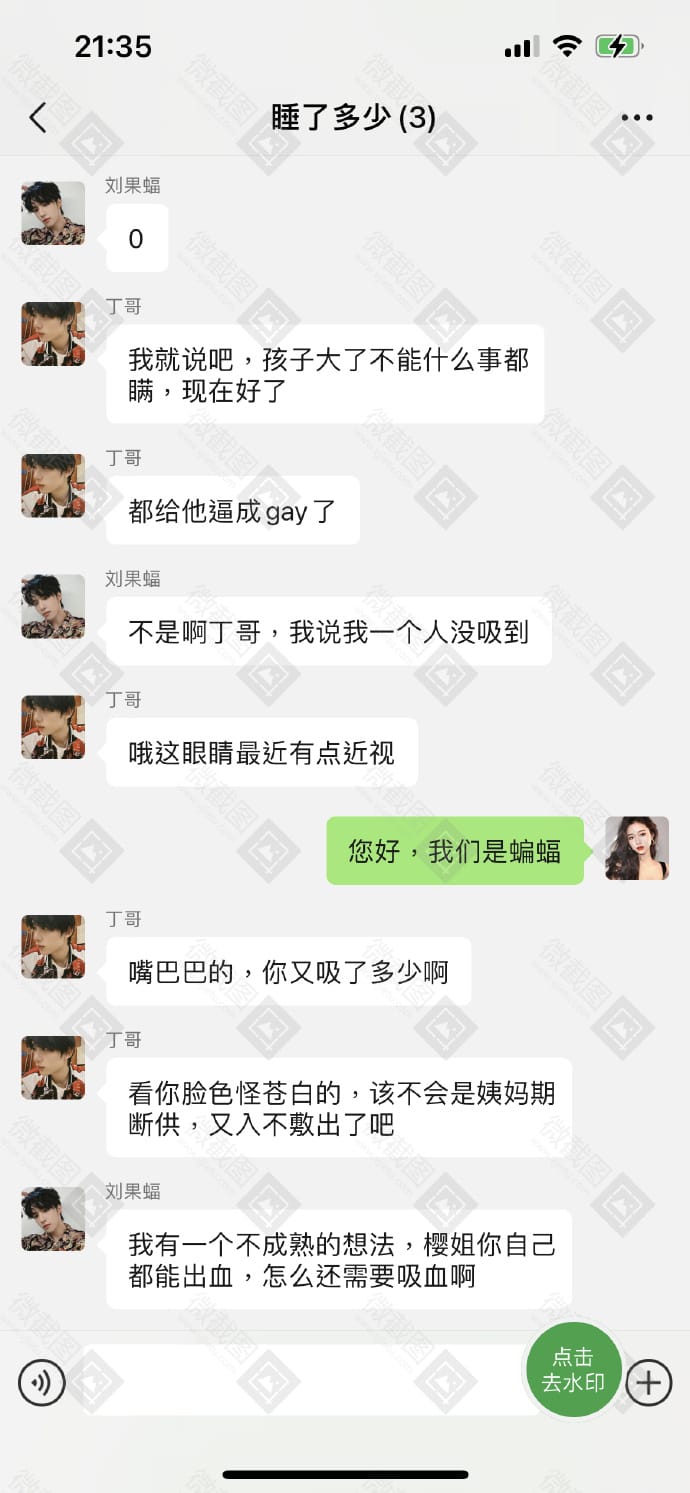 21:35
睡了多少(3)
刘果蝠
0
丁哥
我就说吧，孩子大了不能什么事都
瞒，现在好了
丁哥
都给他逼成gay了
刘果蝠
不是啊丁哥，我说我一个人没吸到
丁哥
哦这眼睛最近有点近视
您好，我们是蝙蝠
丁哥
嘴巴巴的，你又吸了多少啊
丁哥
看你脸色怪苍白的，该不会是姨妈期
断供，又入不敷出了吧
刘果蝠
我有一个不成熟的想法，樱姐你自己
都能出血，怎么还需要吸血啊
点击
去水印
微截图